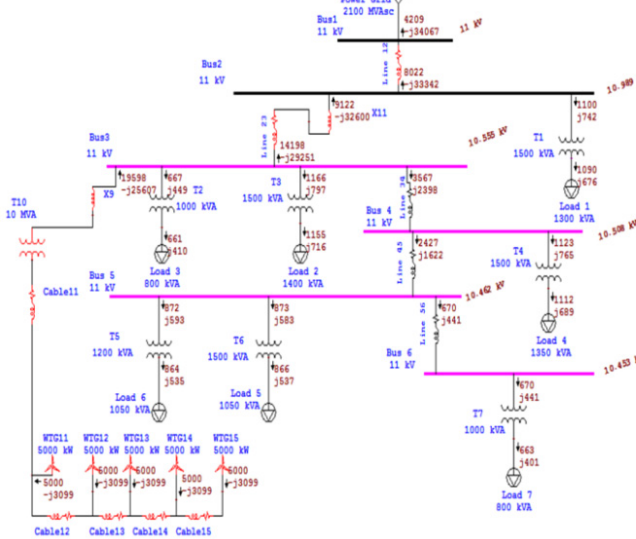 Power Grid
2100 MVAsc
4209
-j34067
Bus1
11 kV
11 kV
Line 12
8022
-j33342
Bus2
11 kV
10.989
9122
-j32600
X11
1100
j742
Line 23
T1
1500 kVA
14198
-j29251
10.555 kV
Bus3
11 kV
1090
j676
Load 1
1300 kVA
19598
-j25607
X9
667
j449
T2
1000 kVA
1166
j797
T3
1500 kVA
3567
j2398
Line 34
T10
10 MVA
Bus 4
11 kV
10.508 kV
661
j410
1155
j716
2427
j1622
1123
j765
T4
1500 kVA
Load 3
800 kVA
Load 2
1400 kVA
Line 45
Cable11
Bus 5
11 kV
10.462 kV
1112
j689
872
j593
873
j583
670
j441
Line 56
Load 4
1350 kVA
T5
1200 kVA
T6
1500 kVA
Bus 6
11 kV
10.453
864
j535
866
j537
670
j441
Load 6
1050 kVA
Load 5
1050 kVA
T7
1000 kVA
WTG11
5000 kW
WTG12
5000 kW
WTG13
5000 kW
WTG14
5000 kW
WTG15
5000 kW
663
j401
5000
-j3099
5000
-j3099
5000
-j3099
5000
-j3099
5000
-j3099
Load 7
800 kVA
Cable12
Cable13
Cable14
Cable15